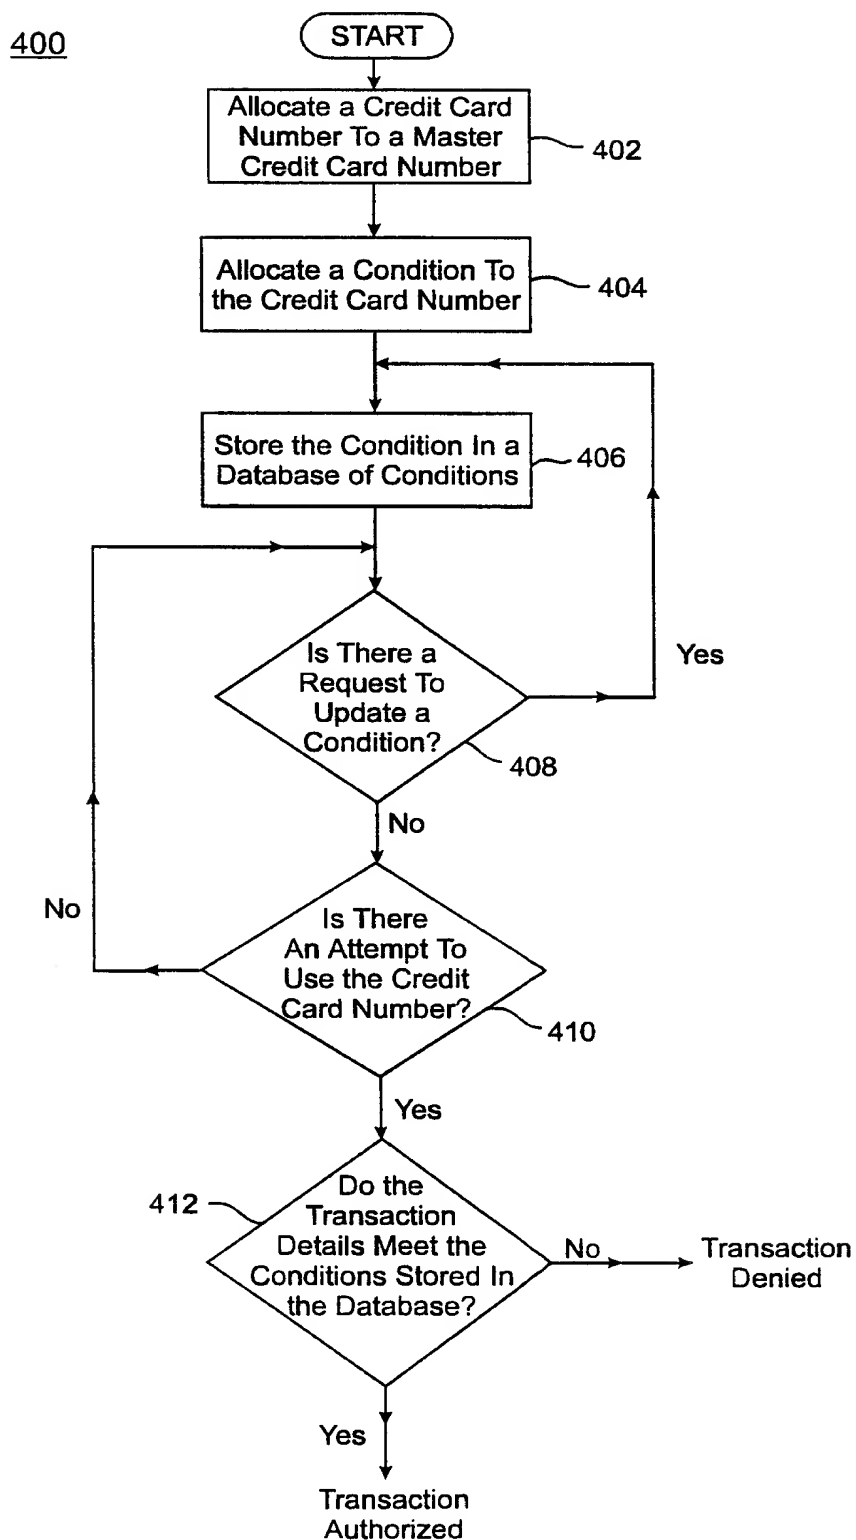 400
START
Allocate a Credit Card
Number To a Master
Credit Card Number
402
Allocate a Condition To
the Credit Card Number
404
Store the Condition In a
Database of Conditions
406
Is There a
Request To
Update a
Condition?
408
Yes
No
Is There
An Attempt To
Use the Credit
Card Number?
410
No
Yes
412
Do the
Transaction
Details Meet the
Conditions Stored In
the Database?
No
Transaction
Denied
Yes
Transaction
Authorized